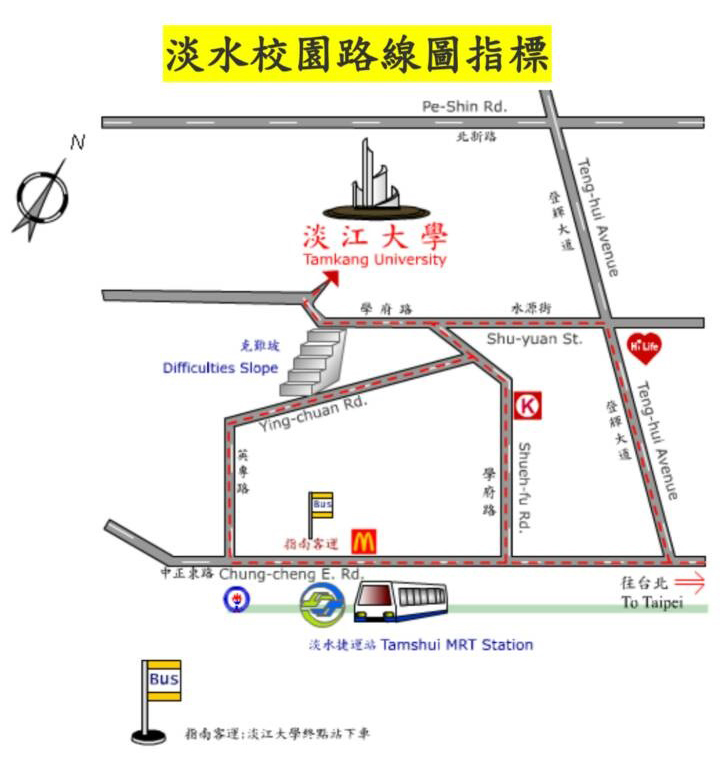 淡水校園路線圖指標
Pe-Shin Rd.
北新路
N
Teng-hui Avenue
登輝大道
淡江大學
Tamkang University
學府路
水源街
Shu-yuan St.
Hi Life
克難坡
Difficulties Slope
Ying-chuan Rd.
K
Teng-hui Avenue
登輝大道
英專路
Shueh-fu Rd.
學府路
Bus
指南客運
中正東路 Chung-cheng E. Rd.
往台北
To Taipei
淡水捷運站 Tamshui MRT Station
Bus
指南客運:淡江大學終點站下車